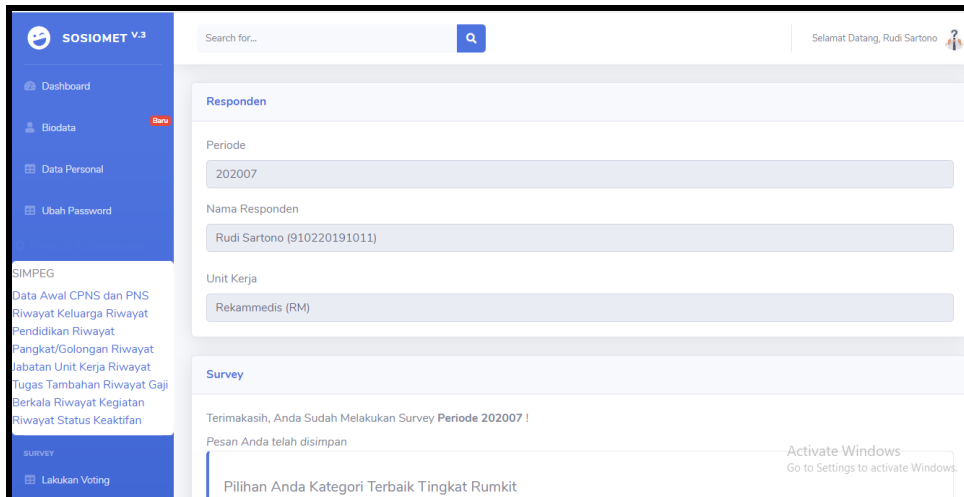 SOSIOMET V.3
Search for...
Selamat Datang, Rudi Sartono
Dashboard
Biodata
Baru
Data Personal
Ubah Password
SIMPEG
Data Awal CPNS dan PNS
Riwayat Keluarga Riwayat
Pendidikan Riwayat
Pangkat/Golongan Riwayat
Jabatan Unit Kerja Riwayat
Tugas Tambahan Riwayat Gaji
Berkala Riwayat Kegiatan
Riwayat Status Keaktifan
SURVEY
Lakukan Voting
Responden
Periode
202007
Nama Responden
Rudi Sartono (910220191011)
Unit Kerja
Rekammedis (RM)
Survey
Terimakasih, Anda Sudah Melakukan Survey Periode 202007 !
Pesan Anda telah disimpan
Pilihan Anda Kategori Terbaik Tingkat Rumkit
Activate Windows
Go to Settings to activate Windows.